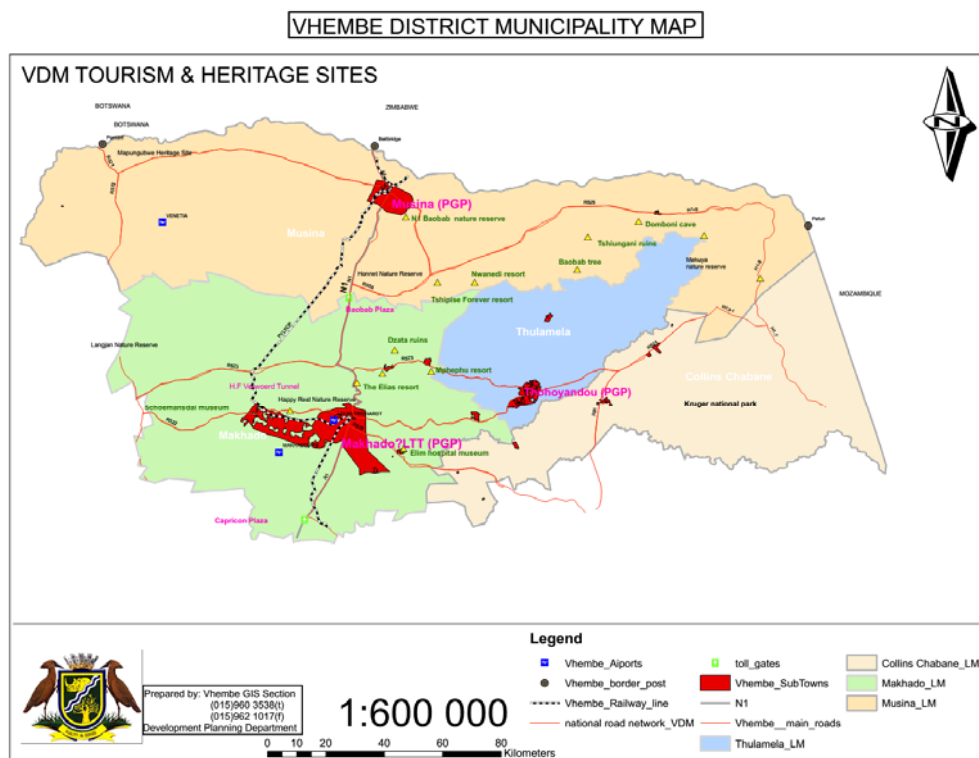 VHEMBE DISTRICT MUNICIPALITY MAP
VDM TOURISM & HERITAGE SITES
N
BOTSWANA
ZIMBABWE
BOTSWANA
Beitbridge
Mapungubwe Heritage Site
Musina (PGP)
N1 Baobab nature reserve
VENETIA
Musina
R525
Domboni cave
Pafuri
Tshiungani ruins
Baobab tree
Makuya
nature reserve
Hannet Nature Reserve
Nwanedi resort
N1
Tshipise Forever resort
MOZAMBIQUE
Baobab Plaza
Thulamela
Langjan Nature Reserve
Dzata ruins
R523
R523
Mphephu resort
H.F Verwoerd Tunnel
The Elias resort
Collins Chabane
Happy Rest Nature Reserve
Thohoyandou (PGP)
Kruger national park
Schoemansdal museum
Makhado
Makhado?LTT (PGP)
Elim hospital museum
Capricon Plaza
Legend
Vhembe_Aiports
toll_gates
Collins Chabane_LM
Vhembe_border_post
Vhembe_SubTowns
Makhado_LM
Vhembe_Railway_line
N1
Musina_LM
national road network_VDM
Vhembe__main_roads
Thulamela_LM
Prepared by: Vhembe GIS Section
(015)960 3538(t)
(015)962 1017(f)
Development Planning Department
1:600 000
0 10 20 40 60 80
Kilometers